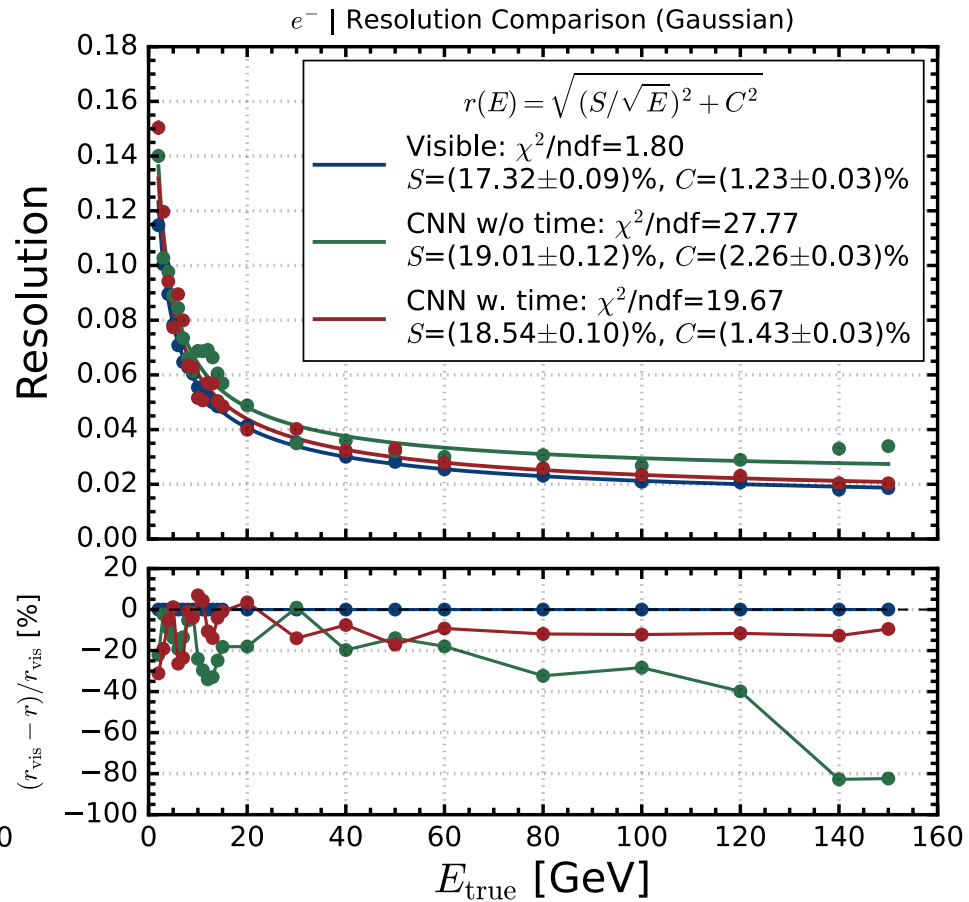 e⁻ | Resolution Comparison (Gaussian)
0.18
0.16
0.14
0.12
0.10
0.08
0.06
0.04
0.02
0.00
Resolution
r(E) = √((S/√E)² + C²)
Visible: χ²/ndf=1.80
S=(17.32±0.09)%, C=(1.23±0.03)%
CNN w/o time: χ²/ndf=27.77
S=(19.01±0.12)%, C=(2.26±0.03)%
CNN w. time: χ²/ndf=19.67
S=(18.54±0.10)%, C=(1.43±0.03)%
20
0
−20
−40
−60
−80
−100
(r_vis − r)/r_vis [%]
0 20 40 60 80 100 120 140 160
0
E_true [GeV]